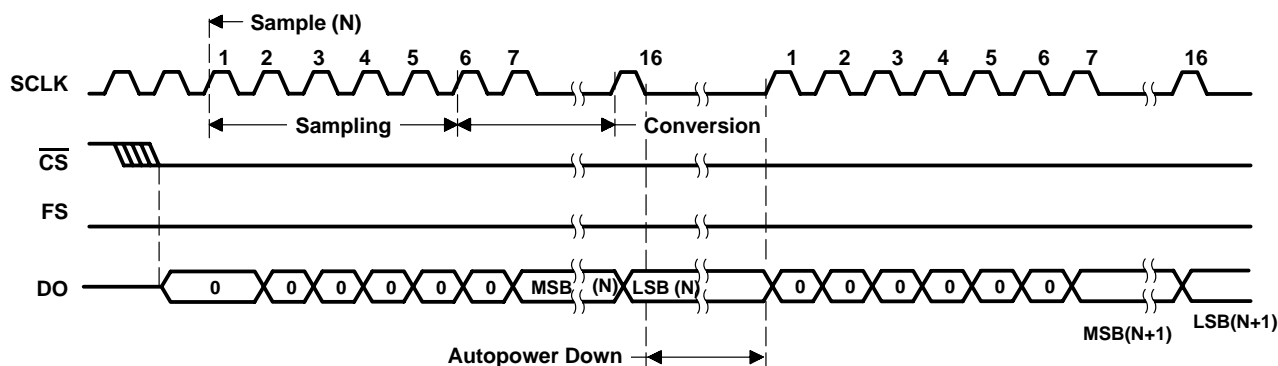 Sample (N)
SCLK 1 2 3 4 5 6 7 16 1 2 3 4 5 6 7 16
Sampling Conversion
CS
FS
DO 0 0 0 0 0 0 MSB (N) LSB (N) 0 0 0 0 0 0 MSB(N+1) LSB(N+1)
Autopower Down